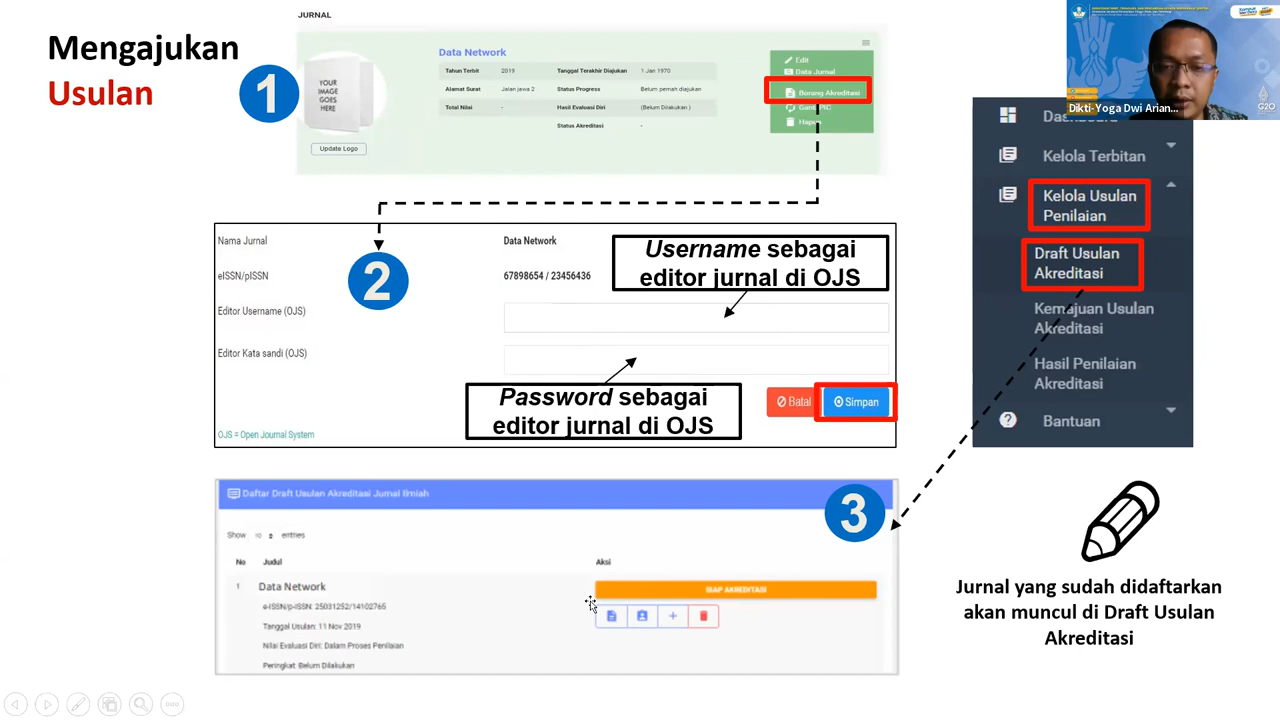 Mengajukan
Usulan
JURNAL
1
YOUR
IMAGE
GOES
HERE
Update Logo
Data Network
Tahun Terbit 2019 Tanggal Terakhir Diajukan 1 Jan 1970
Alamat Surat Jalan jawa 2 Status Progress Belum pernah diajukan
Total Nilai - Hasil Evaluasi Diri (Belum Dilakukan )
Status Akreditasi -
Edit
Data Jurnal
Borang Akreditasi
Ganti PIC
Hapus
Dikti-Yoga Dwi Arian...
G20
Dashboard
Kelola Terbitan
Kelola Usulan
Penilaian
Draft Usulan
Akreditasi
Kemajuan Usulan
Akreditasi
Hasil Penilaian
Akreditasi
Bantuan
2
Nama Jurnal Data Network
eISSN/pISSN 67898654 / 23456436
Editor Username (OJS)
Editor Kata sandi (OJS)
Username sebagai
editor jurnal di OJS
Password sebagai
editor jurnal di OJS
Batal
Simpan
OJS = Open Journal System
3
Daftar Draft Usulan Akreditasi Jurnal Ilmiah
Show 10 entries
No Judul Aksi
1 Data Network
e-ISSN/p-ISSN: 25031252/14102765
Tanggal Usulan: 11 Nov 2019
Nilai Evaluasi Diri: Dalam Proses Penilaian
Peringkat: Belum Dilakukan
SIAP AKREDITASI
Jurnal yang sudah didaftarkan
akan muncul di Draft Usulan
Akreditasi